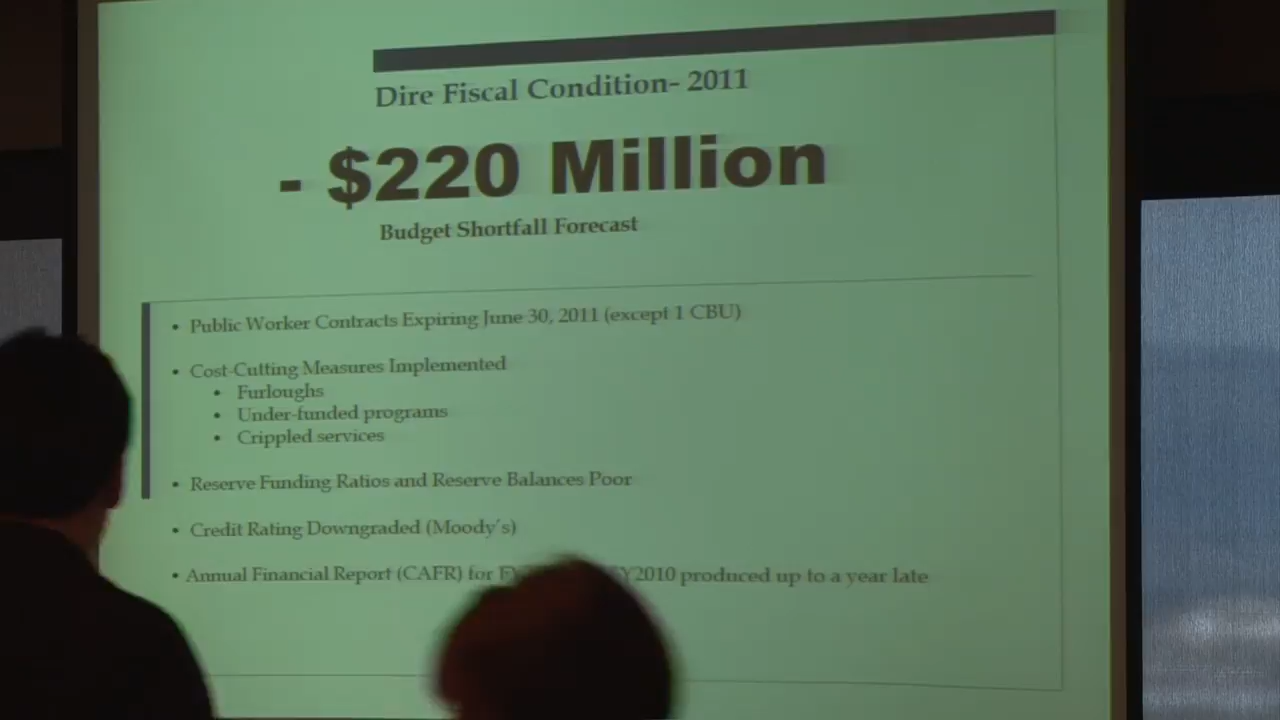 Dire Fiscal Condition- 2011
- $220 Million
Budget Shortfall Forecast
• Public Worker Contracts Expiring June 30, 2011 (except 1 CBU)
• Cost-Cutting Measures Implemented
• Furloughs
• Under-funded programs
• Crippled services
• Reserve Funding Ratios and Reserve Balances Poor
• Credit Rating Downgraded (Moody's)
• Annual Financial Report (CAFR) for Y2010 produced up to a year late